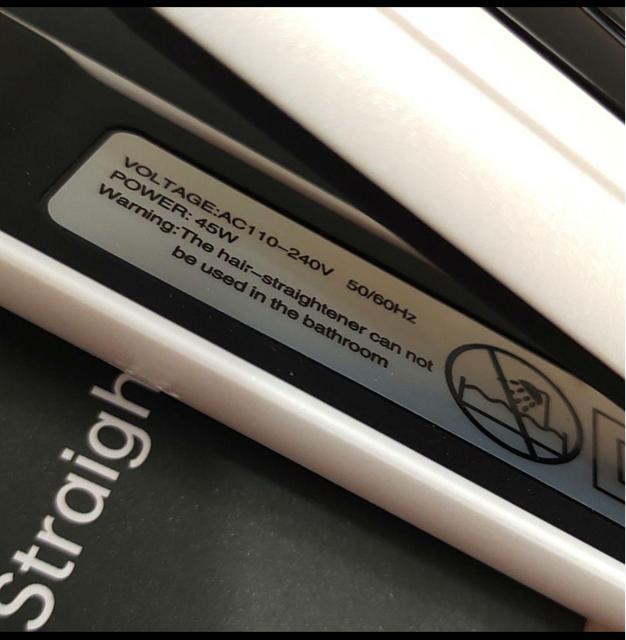 VOLTAGE:AC110-240V 50/60Hz
POWER: 45W
Warning:The hair-straightener can not
be used in the bathroom
Straigh